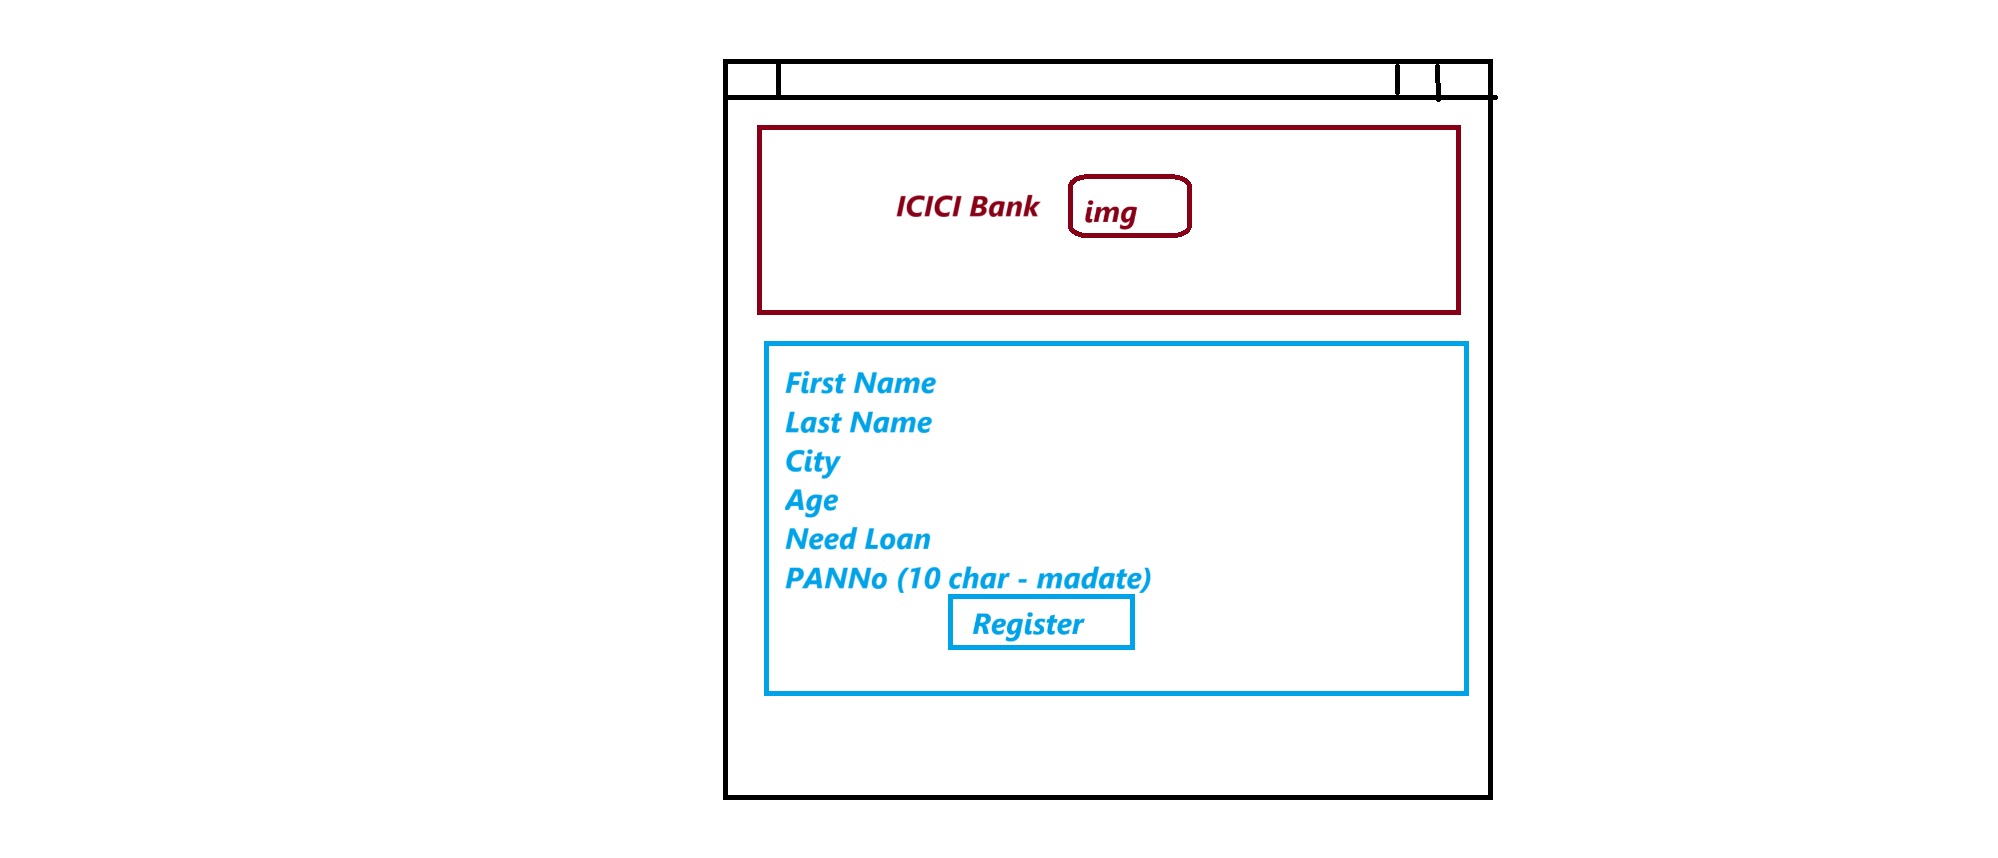 ICICI Bank img
First Name
Last Name
City
Age
Need Loan
PANNo (10 char - madate)
Register